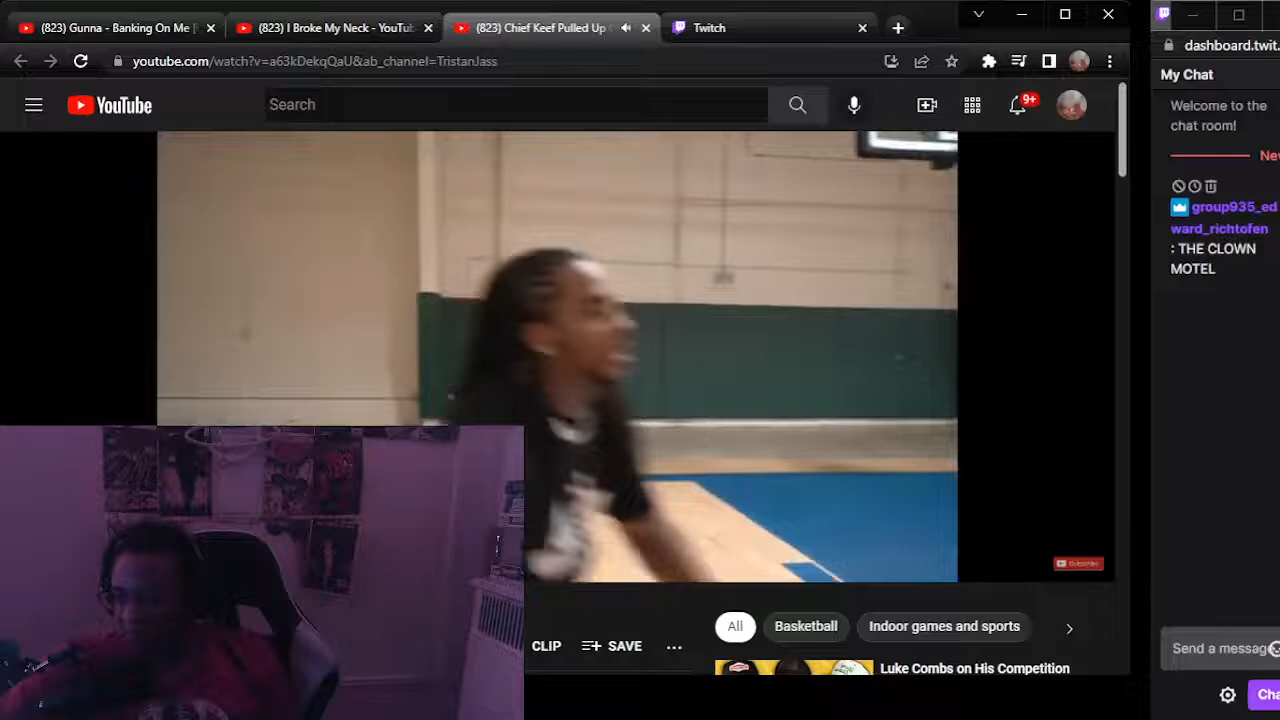 (823) Gunna - Banking On Me [
(823) I Broke My Neck - YouTub
(823) Chief Keef Pulled Up
Twitch
youtube.com/watch?v=a63kDekqQaU&ab_channel=TristanJass
dashboard.twit
YouTube
Search
9+
My Chat
Welcome to the
chat room!
Ne
group935_ed
ward_richtofen
: THE CLOWN
MOTEL
Subscribe
All
Basketball
Indoor games and sports
CLIP
SAVE
Luke Combs on His Competition
Send a message
Cha